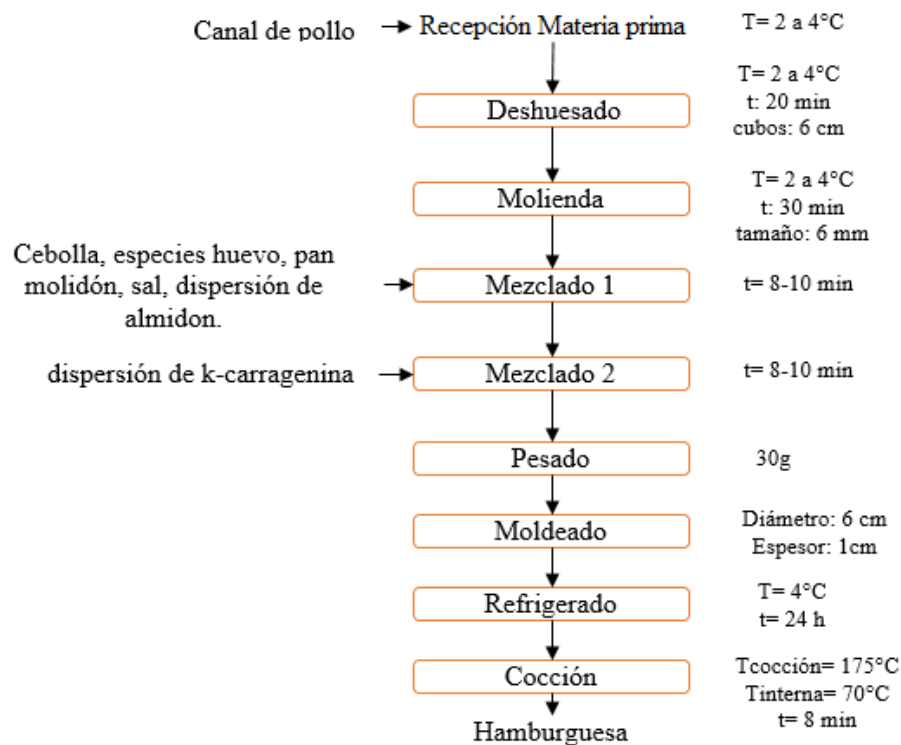 Canal de pollo
Recepción Materia prima
T= 2 a 4°C
Deshuesado
T= 2 a 4°C
t: 20 min
cubos: 6 cm
Molienda
T= 2 a 4°C
t: 30 min
tamaño: 6 mm
Cebolla, especies huevo, pan
molidón, sal, dispersión de
almidon.
Mezclado 1
t= 8-10 min
dispersión de k-carragenina
Mezclado 2
t= 8-10 min
Pesado
30g
Moldeado
Diámetro: 6 cm
Espesor: 1cm
Refrigerado
T= 4°C
t= 24 h
Cocción
Tcocción= 175°C
Tinterna= 70°C
t= 8 min
Hamburguesa